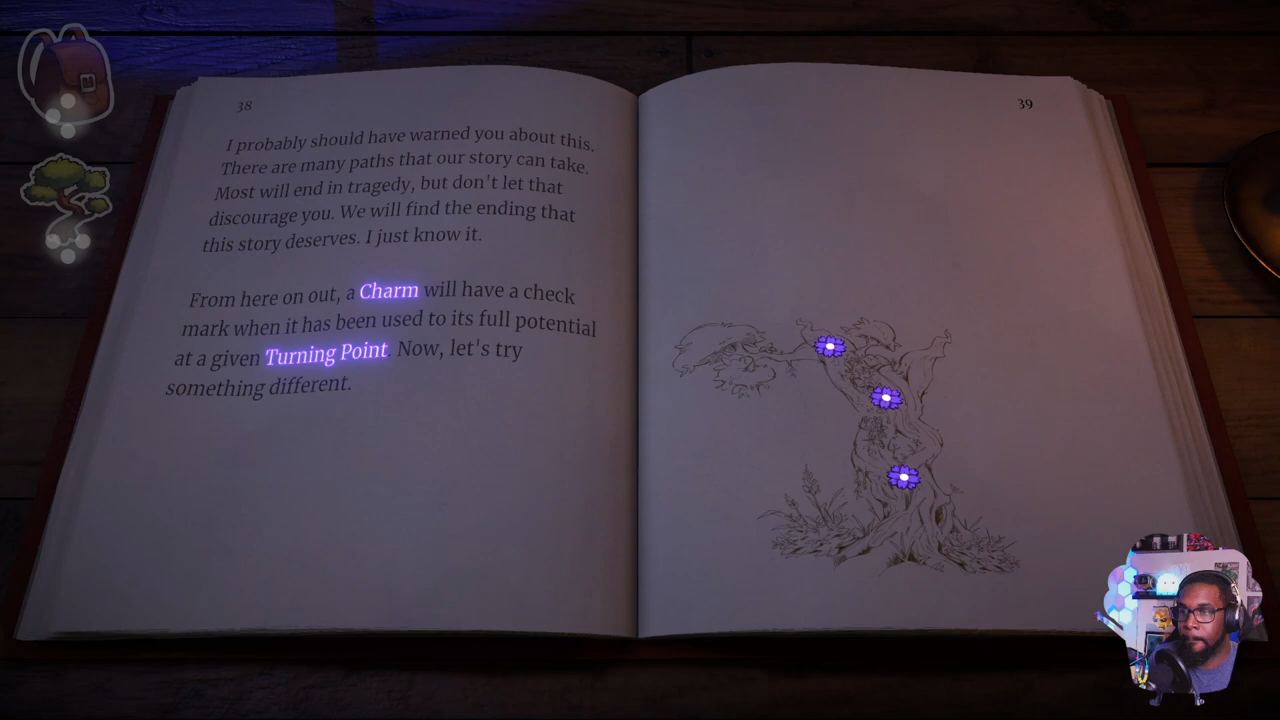 38
I probably should have warned you about this.
There are many paths that our story can take.
Most will end in tragedy, but don't let that
discourage you. We will find the ending that
this story deserves. I just know it.
From here on out, a Charm will have a check
mark when it has been used to its full potential
at a given Turning Point. Now, let's try
something different.
39